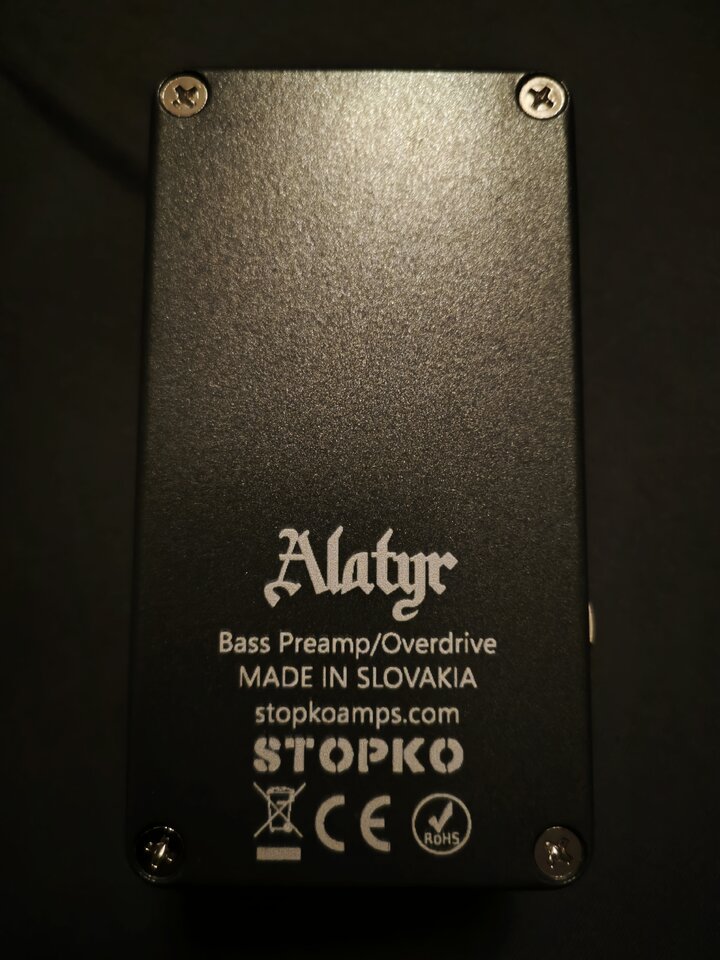 Alatyr
Bass Preamp/Overdrive
MADE IN SLOVAKIA
stopkoamps.com
STOPKO
CE RoHS